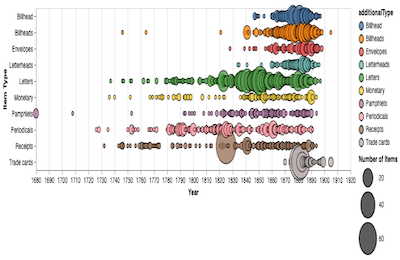 additionalType
Billhead
Billheads
Envelopes
Letterheads
Letters
Monetary
Pamphlets
Periodicals
Receipts
Trade cards
Item Type
Billhead
Billheads
Envelopes
Letterheads
Letters
Monetary
Pamphlets
Periodicals
Receipts
Trade cards
Number of Items
20
40
60
1680 1690 1700 1710 1720 1730 1740 1750 1760 1770 1780 1790 1800 1810 1820 1830 1840 1850 1860 1870 1880 1890 1900 1910 1920
Year